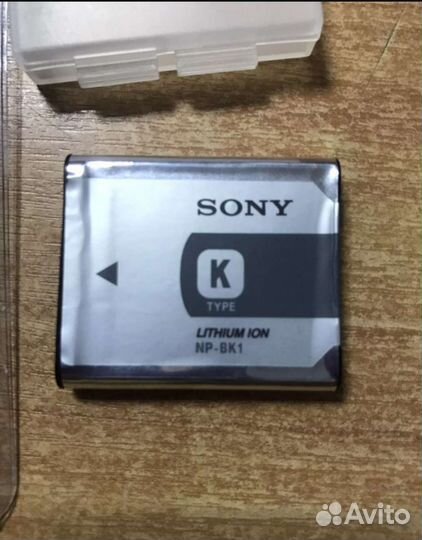 SONY
K
TYPE
LITHIUM ION
NP-BK1
Avito